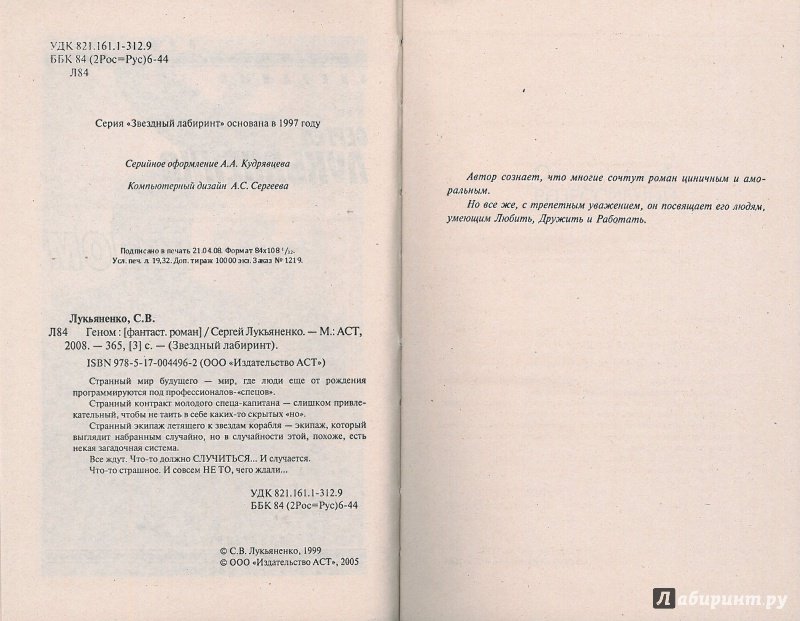 УДК 821.161.1-312.9
ББК 84 (2Рос=Рус)6-44
Л84
Серия «Звездный лабиринт» основана в 1997 году
Серийное оформление А.А. Кудрявцева
Компьютерный дизайн А.С. Сергеева
Подписано в печать 21.04.08. Формат 84x108 1/32.
Усл. печ. л. 19,32. Доп. тираж 10000 экз. Заказ № 1219.
Лукьяненко, С.В.
Л84 Геном : [фантаст. роман] / Сергей Лукьяненко. — М.: АСТ,
2008. — 365, [3] с. — (Звездный лабиринт).
ISBN 978-5-17-004496-2 (ООО «Издательство АСТ»)
Странный мир будущего — мир, где люди еще от рождения
программируются под профессионалов-«спецов».
Странный контракт молодого спеца-капитана — слишком привле-
кательный, чтобы не таить в себе каких-то скрытых «но».
Странный экипаж летящего к звездам корабля — экипаж, который
выглядит набранным случайно, но в случайности этой, похоже, есть
некая загадочная система.
Все ждут. Что-то должно СЛУЧИТЬСЯ... И случается.
Что-то страшное. И совсем НЕ ТО, чего ждали...
УДК 821.161.1-312.9
ББК 84 (2Рос=Рус)6-44
© С.В. Лукьяненко, 1999
© ООО «Издательство АСТ», 2005
Автор сознает, что многие сочтут роман циничным и амо-
ральным.
Но все же, с трепетным уважением, он посвящает его людям,
умеющим Любить, Дружить и Работать.
Лабиринт.ру